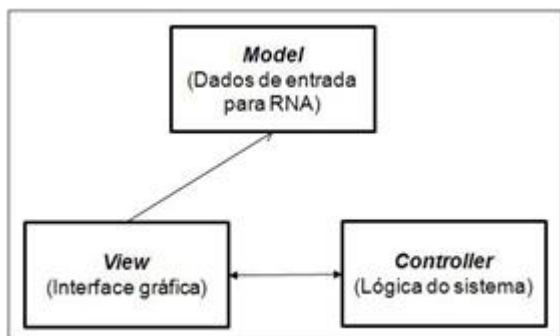 Model
(Dados de entrada
para RNA)
View
(Interface gráfica)
Controller
(Lógica do sistema)